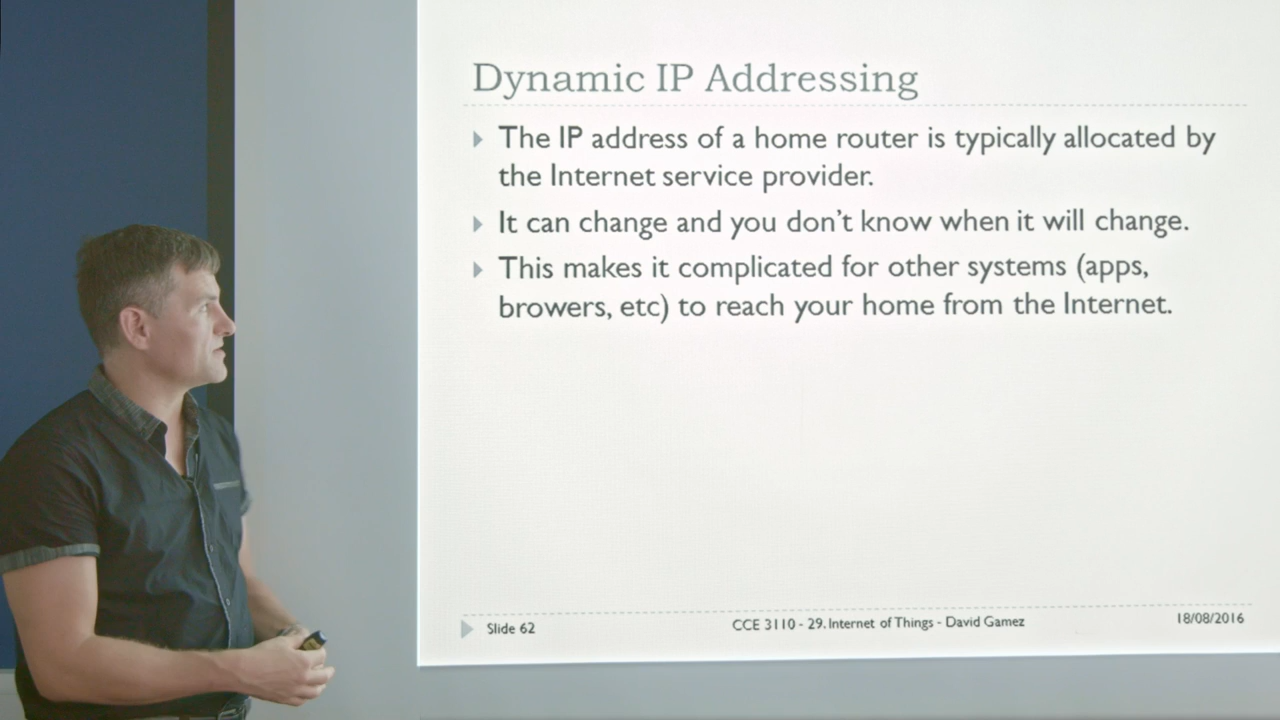 Dynamic IP Addressing
The IP address of a home router is typically allocated by
the Internet service provider.
It can change and you don't know when it will change.
This makes it complicated for other systems (apps,
browers, etc) to reach your home from the Internet.
Slide 62
CCE 3110 - 29. Internet of Things - David Gamez
18/08/2016